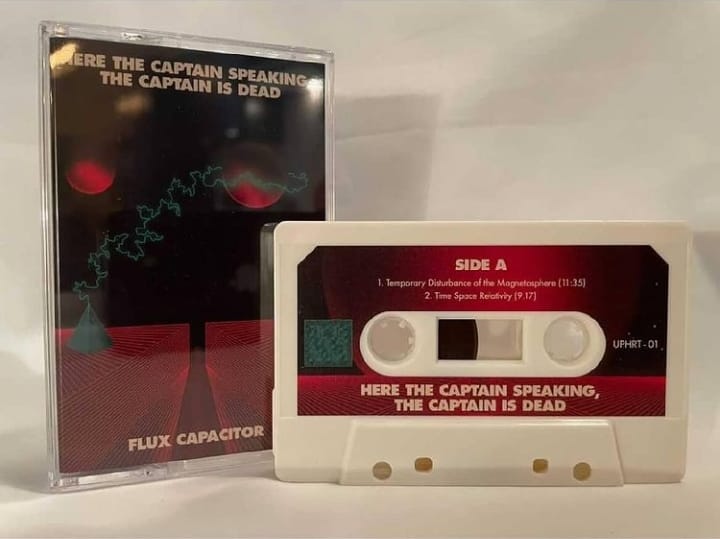 HERE THE CAPTAIN SPEAKING,
THE CAPTAIN IS DEAD
FLUX CAPACITOR
SIDE A
1. Temporary Disturbance of the Magnetosphere (11:35)
2. Time Space Relativity (9.17)
UPHRT-01
HERE THE CAPTAIN SPEAKING,
THE CAPTAIN IS DEAD